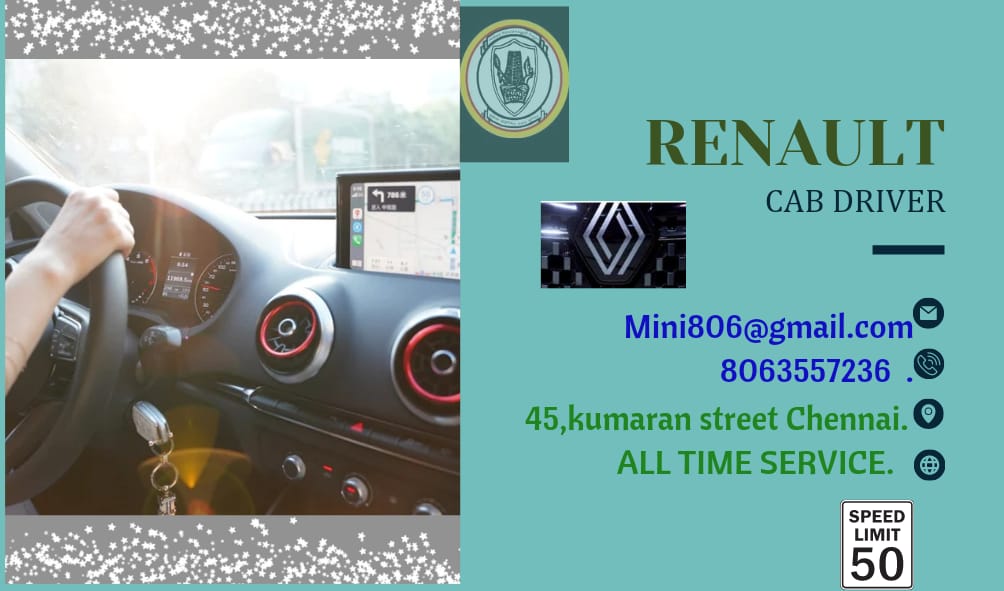 RENAULT
CAB DRIVER
Mini806@gmail.com
8063557236 .
45,kumaran street Chennai.
ALL TIME SERVICE.
SPEED
LIMIT
50